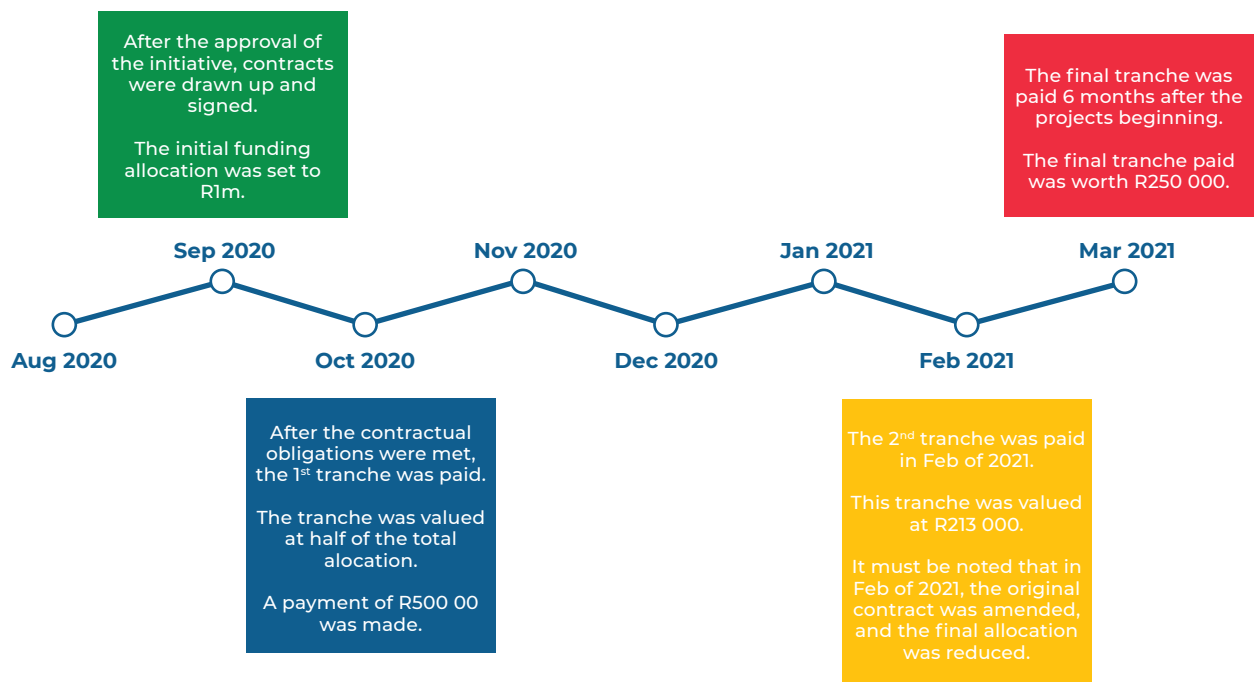 After the approval of
the initiative, contracts
were drawn up and
signed.
The initial funding
allocation was set to
R1m.
The final tranche was
paid 6 months after the
projects beginning.
The final tranche paid
was worth R250 000.
Sep 2020
Nov 2020
Jan 2021
Mar 2021
Aug 2020
Oct 2020
Dec 2020
Feb 2021
After the contractual
obligations were met,
the 1st tranche was paid.
The tranche was valued
at half of the total
alocation.
A payment of R500 00
was made.
The 2nd tranche was paid
in Feb of 2021.
This tranche was valued
at R213 000.
It must be noted that in
Feb of 2021, the original
contract was amended,
and the final allocation
was reduced.